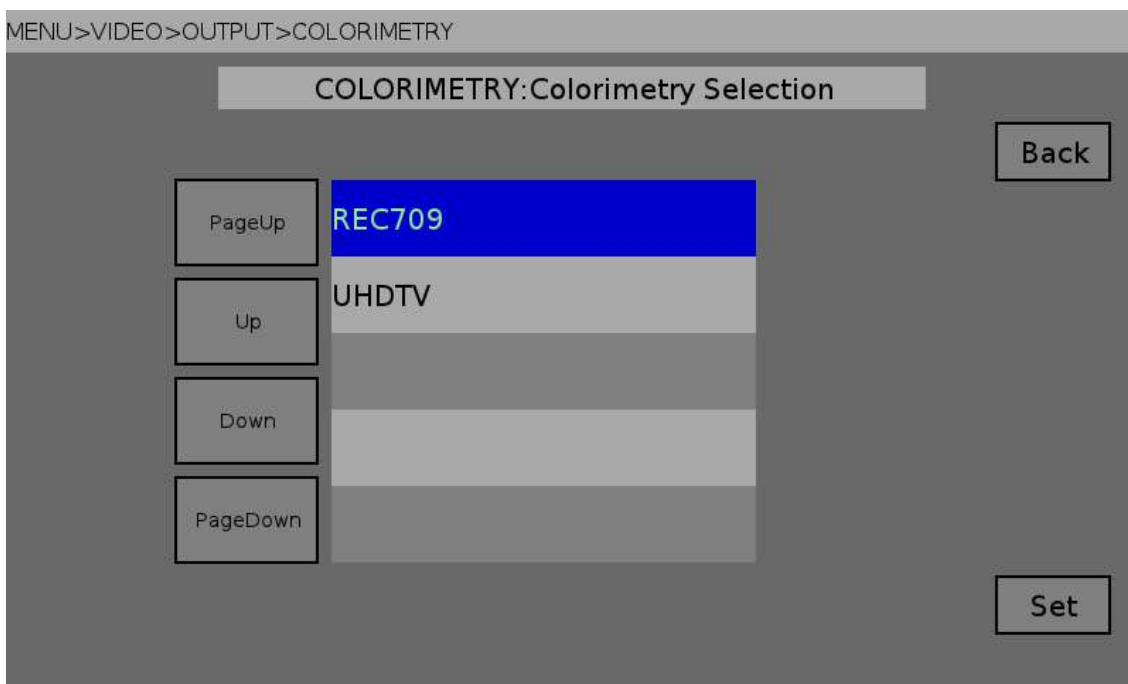 MENU>VIDEO>OUTPUT>COLORIMETRY
COLORIMETRY:Colorimetry Selection
Back
PageUp
REC709
Up
UHDTV
Down
PageDown
Set